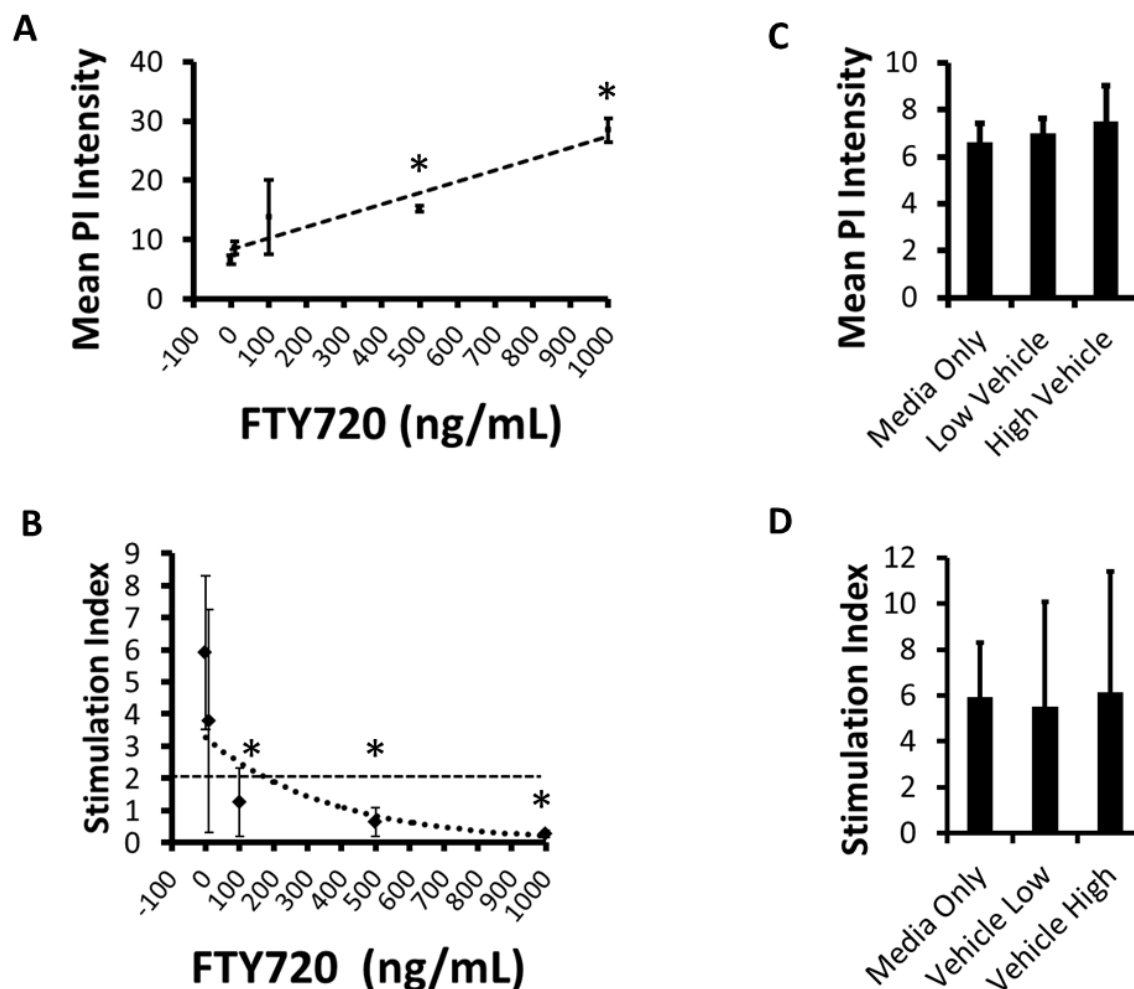 A
Mean PI Intensity
40
30
20
10
0
*
*
-100 0 100 200 300 400 500 600 700 800 900 1000
FTY720 (ng/mL)
C
Mean PI Intensity
10
8
6
4
2
0
Media Only
Low Vehicle
High Vehicle
B
Stimulation Index
9
8
7
6
5
4
3
2
1
0
*
*
*
-100 0 100 200 300 400 500 600 700 800 900 1000
FTY720 (ng/mL)
D
Stimulation Index
12
10
8
6
4
2
0
Media Only
Vehicle Low
Vehicle High